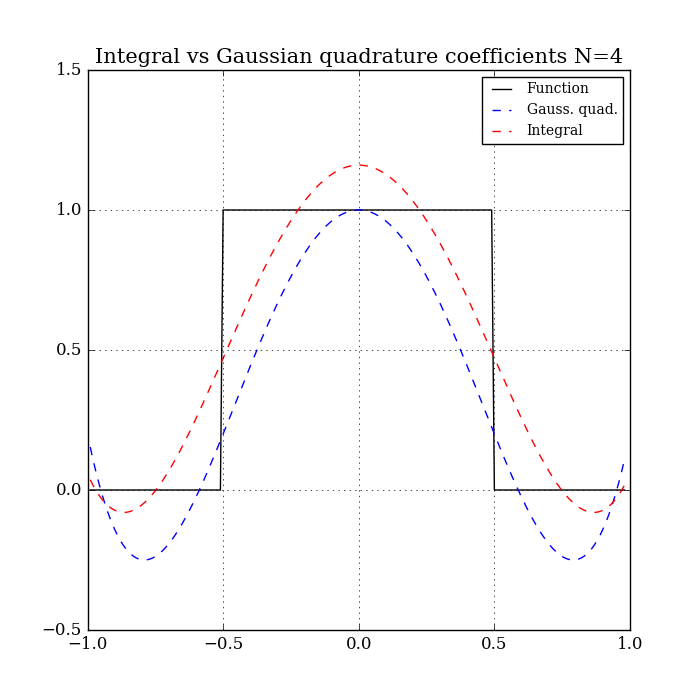 Integral vs Gaussian quadrature coefficients N=4
1.5
Function
Gauss. quad.
Integral
1.0
0.5
0.0
−0.5
−1.0 −0.5 0.0 0.5 1.0